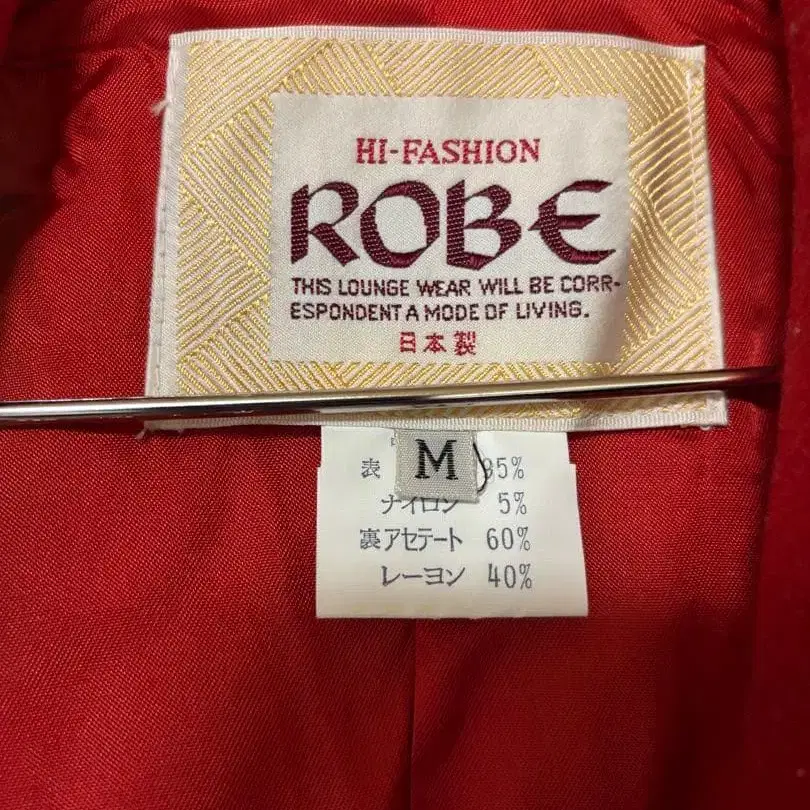 HI-FASHION
ROBE
THIS LOUNGE WEAR WILL BE CORR-
ESPONDENT A MODE OF LIVING.
日本製
M
表 %
ナイロン 5%
裏アセテート 60%
レーヨン 40%